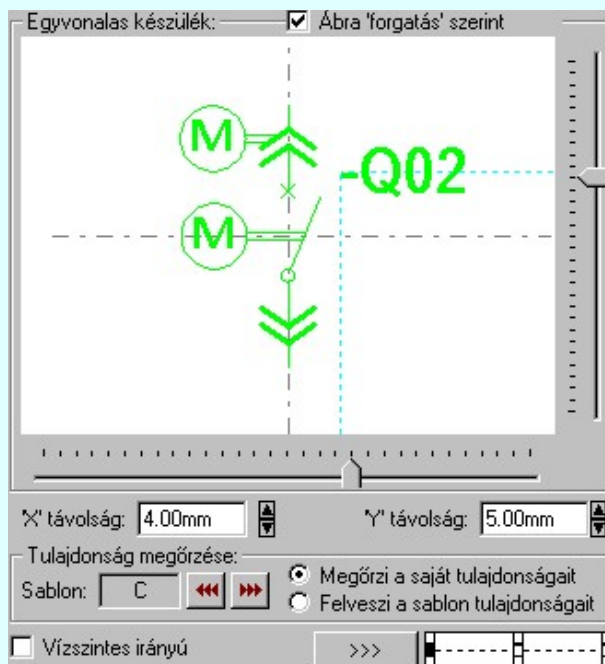 Egyvonalas készülék: Ábra 'forgatás' szerint
M
-Q02
M
'X' távolság: 4.00mm 'Y' távolság: 5.00mm
Tulajdonság megőrzése:
Sablon: C
Megőrzi a saját tulajdonságait
Felveszi a sablon tulajdonságait
Vízszintes irányú >>>